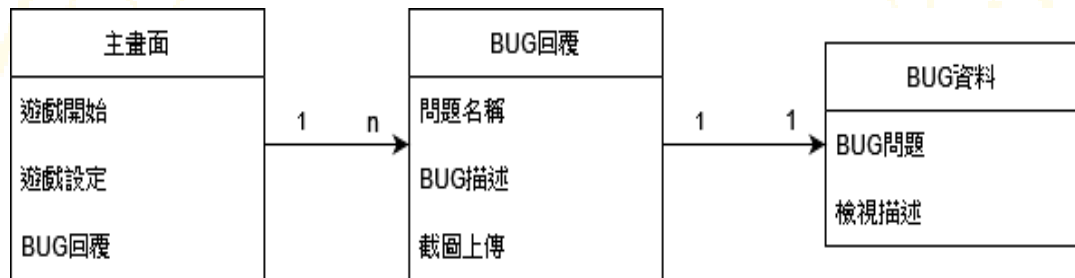 主畫面
遊戲開始
遊戲設定
BUG回覆
1
n
BUG回覆
問題名稱
BUG描述
截圖上傳
1
1
BUG資料
BUG問題
檢視描述